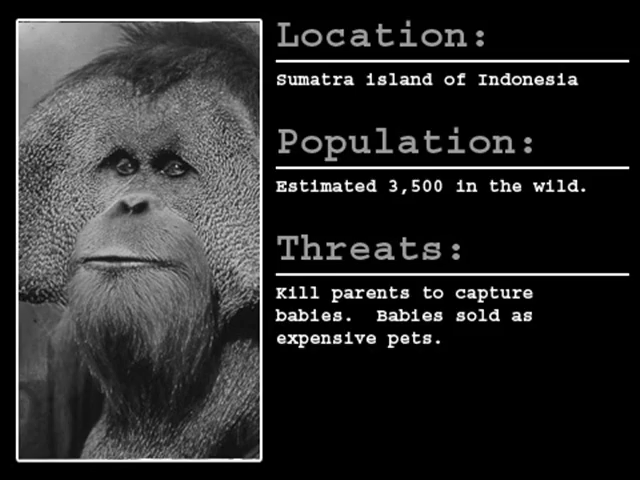 Location:
Sumatra island of Indonesia
Population:
Estimated 3,500 in the wild.
Threats:
Kill parents to capture
babies.  Babies sold as
expensive pets.